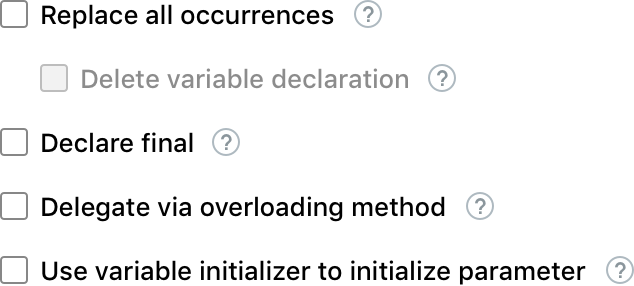 Replace all occurrences ?
Delete variable declaration ?
Declare final ?
Delegate via overloading method ?
Use variable initializer to initialize parameter ?